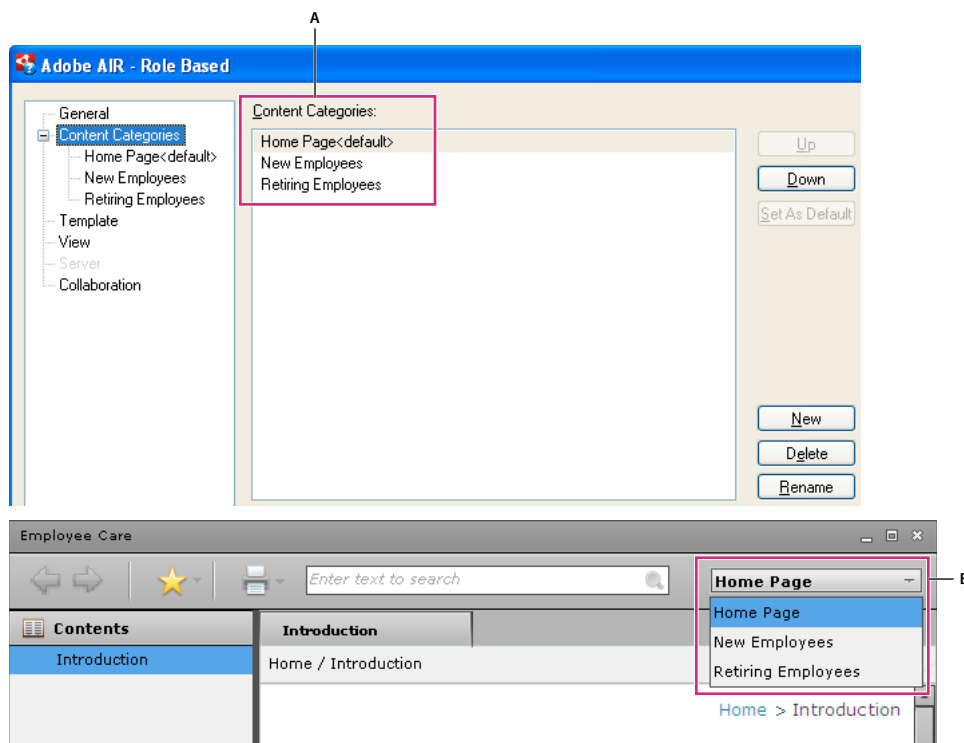 A
Adobe AIR - Role Based
General
Content Categories
Home Page<default>
New Employees
Retiring Employees
Template
View
Server
Collaboration
Content Categories:
Home Page<default>
New Employees
Retiring Employees
Up
Down
Set As Default
New
Delete
Rename
Employee Care
Enter text to search
Home Page
B
Home Page
New Employees
Retiring Employees
Contents
Introduction
Introduction
Home / Introduction
Home > Introduction